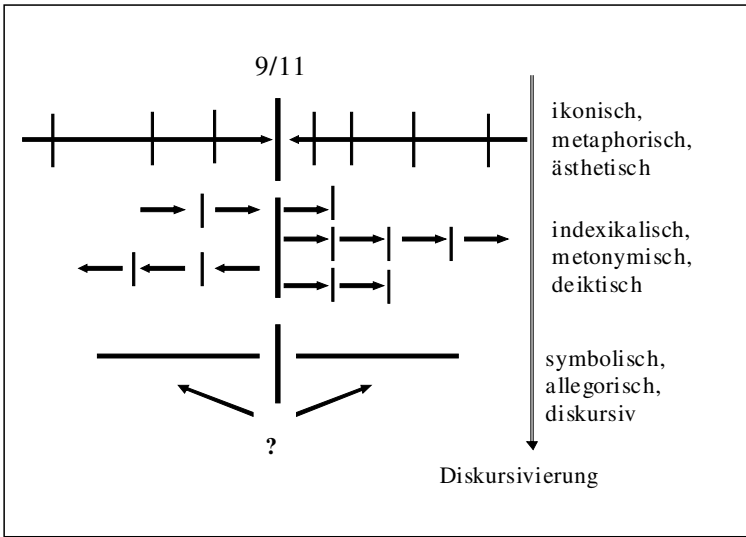 9/11
ikonisch,
metaphorisch,
ästhetisch
indexikalisch,
metonymisch,
deiktisch
symbolisch,
allegorisch,
diskursiv
?
Diskursivierung